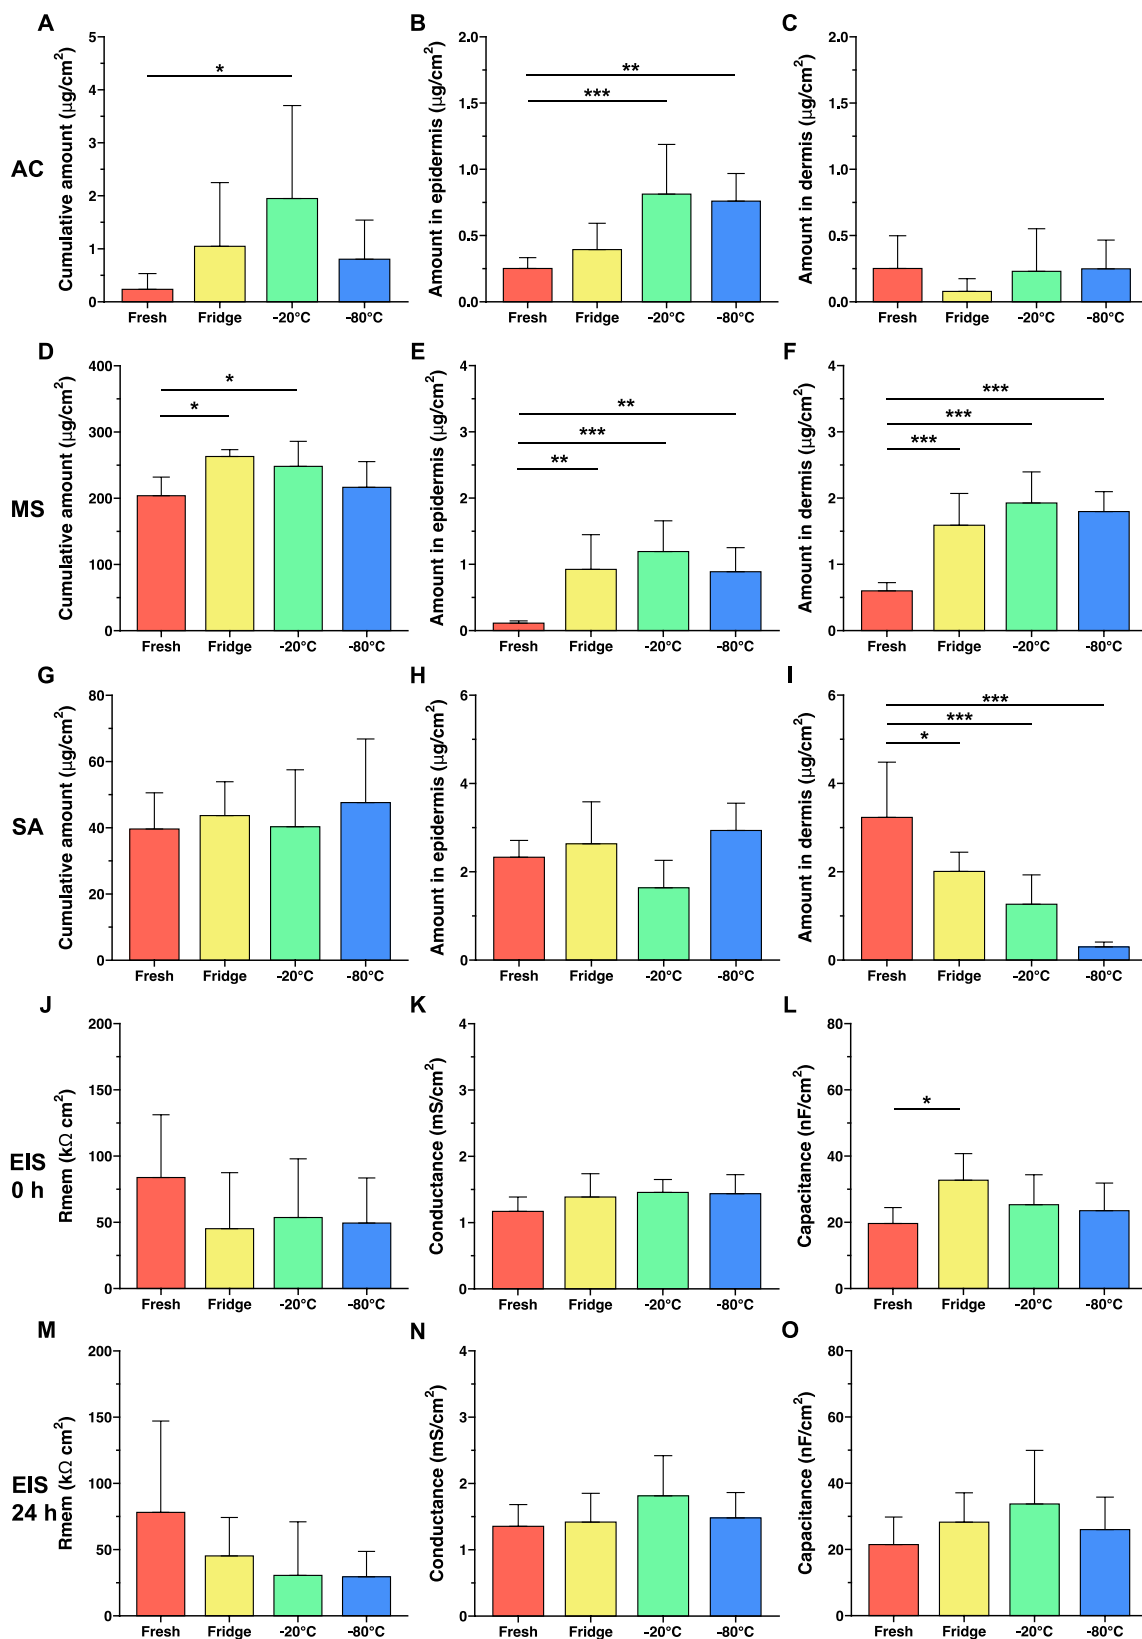 A
B
C
AC
Cumulative amount (µg/cm²)
5
4
3
2
1
0
*
Fresh Fridge -20°C -80°C
Amount in epidermis (µg/cm²)
2.0
1.5
1.0
0.5
0.0
**
***
Fresh Fridge -20°C -80°C
Amount in dermis (µg/cm²)
2.0
1.5
1.0
0.5
0.0
Fresh Fridge -20°C -80°C
D
E
F
MS
Cumulative amount (µg/cm²)
400
300
200
100
0
*
*
Fresh Fridge -20°C -80°C
Amount in epidermis (µg/cm²)
4
3
2
1
0
**
***
**
Fresh Fridge -20°C -80°C
Amount in dermis (µg/cm²)
4
3
2
1
0
***
***
***
Fresh Fridge -20°C -80°C
G
H
I
SA
Cumulative amount (µg/cm²)
80
60
40
20
0
Fresh Fridge -20°C -80°C
Amount in epidermis (µg/cm²)
6
4
2
0
Fresh Fridge -20°C -80°C
Amount in dermis (µg/cm²)
6
4
2
0
***
***
*
Fresh Fridge -20°C -80°C
J
K
L
EIS
0 h
Rmem (kΩ cm²)
200
150
100
50
0
Fresh Fridge -20°C -80°C
Conductance (mS/cm²)
4
3
2
1
0
Fresh Fridge -20°C -80°C
Capacitance (nF/cm²)
80
60
40
20
0
*
Fresh Fridge -20°C -80°C
M
N
O
EIS
24 h
Rmem (kΩ cm²)
200
150
100
50
0
Fresh Fridge -20°C -80°C
Conductance (mS/cm²)
4
3
2
1
0
Fresh Fridge -20°C -80°C
Capacitance (nF/cm²)
80
60
40
20
0
Fresh Fridge -20°C -80°C